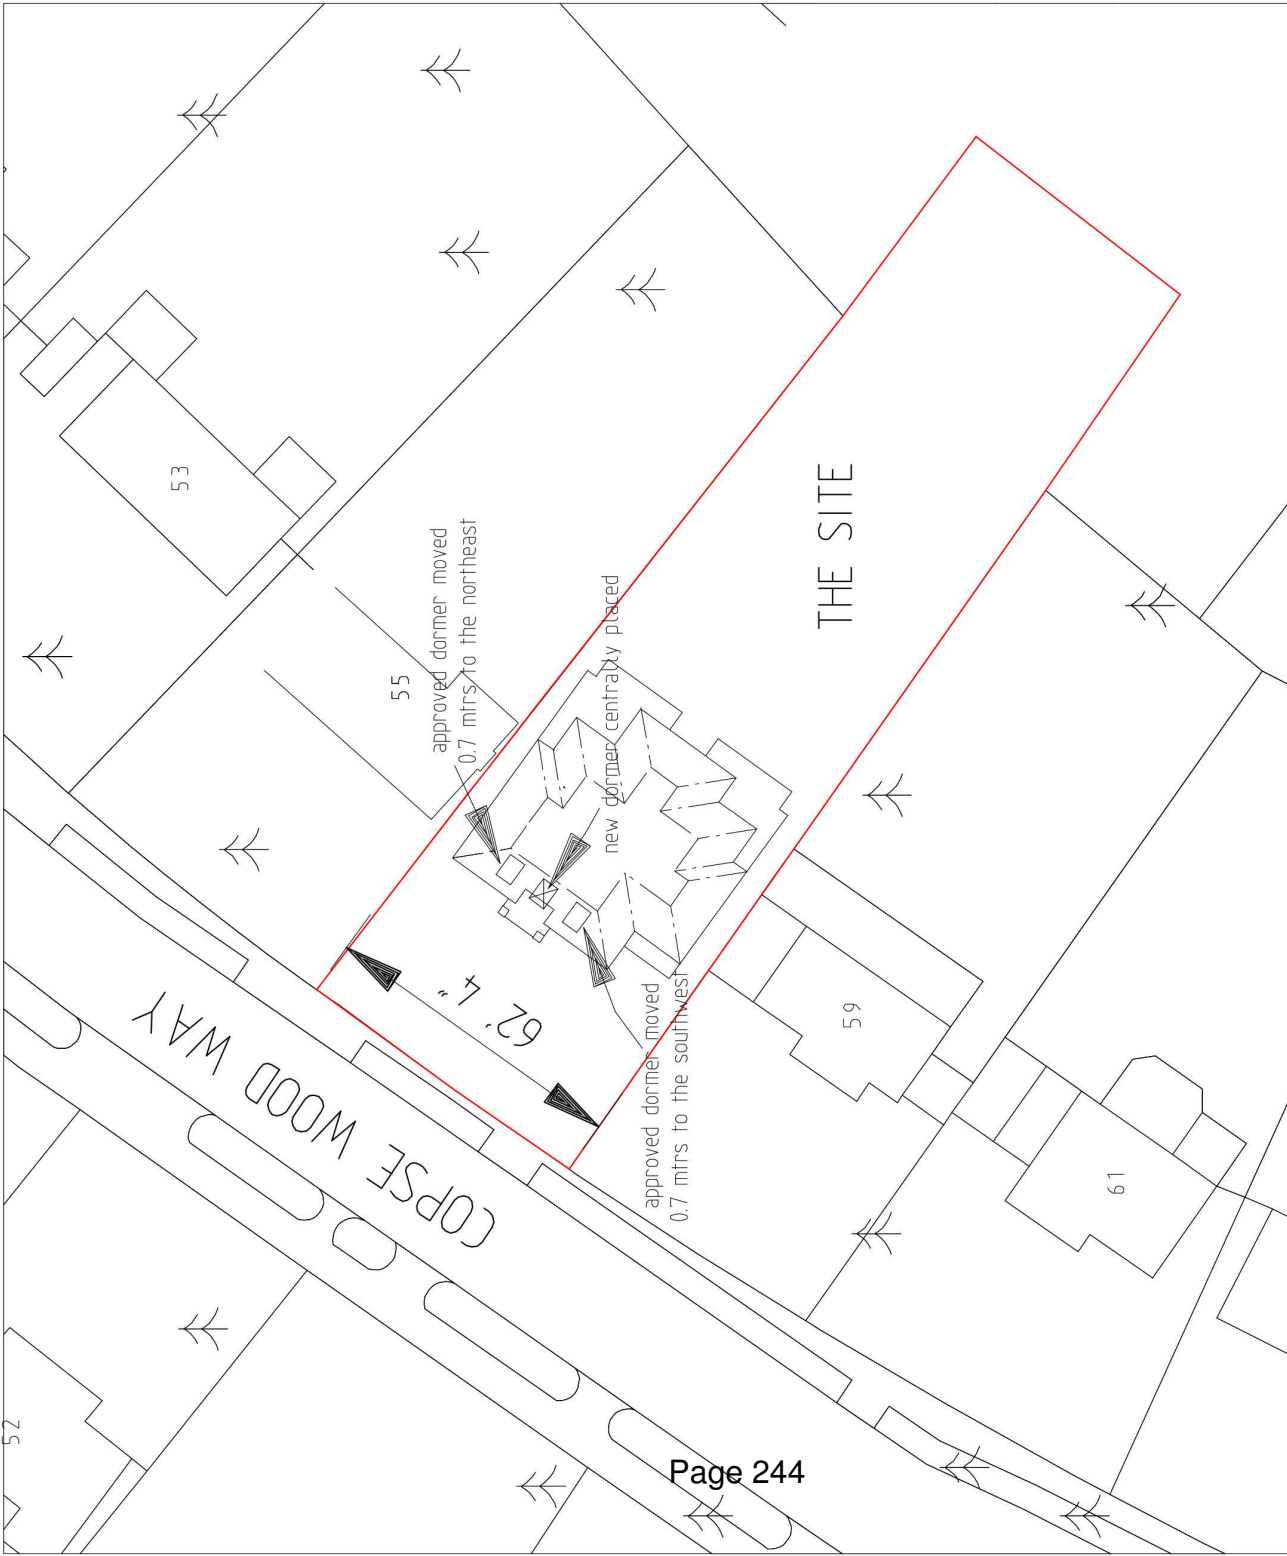 53
55
approved dormer moved
0.7 mtrs to the northeast
new dormer centrally placed
THE SITE
62' 4"
approved dormer moved
0.7 mtrs to the southwest
COPSE WOOD WAY
59
61
52
Page 244